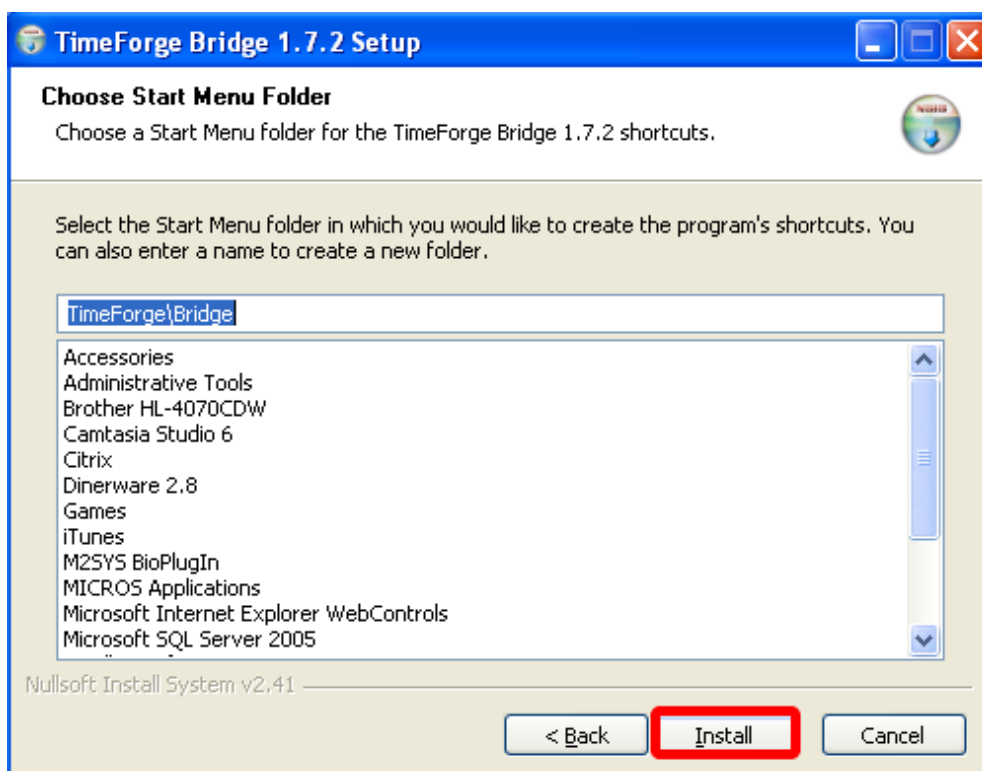 TimeForge Bridge 1.7.2 Setup
Choose Start Menu Folder
Choose a Start Menu folder for the TimeForge Bridge 1.7.2 shortcuts.
Select the Start Menu folder in which you would like to create the program's shortcuts. You
can also enter a name to create a new folder.
TimeForge\Bridge
Accessories
Administrative Tools
Brother HL-4070CDW
Camtasia Studio 6
Citrix
Dinerware 2.8
Games
iTunes
M2SYS BioPlugIn
MICROS Applications
Microsoft Internet Explorer WebControls
Microsoft SQL Server 2005
Nullsoft Install System v2.41
< Back Install Cancel